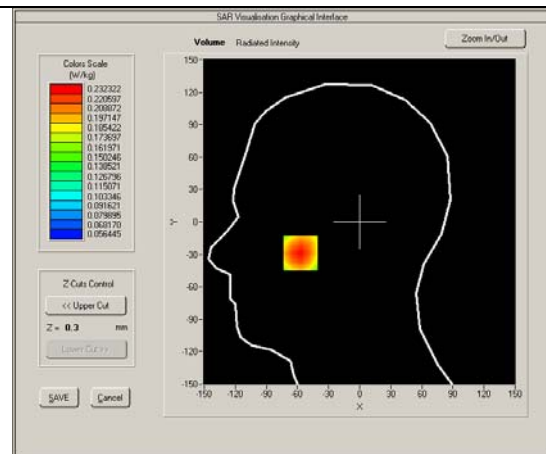 SAR Visualisation Graphical Interface
Volume Radiated Intensity
Zoom In/Out
Colors Scale
(W/kg)
0.232322
0.220597
0.208872
0.197147
0.185422
0.173697
0.161971
0.150246
0.138521
0.126796
0.115071
0.103346
0.091621
0.079895
0.068170
0.056445
Z Cuts Control
<< Upper Cut
Z = 0.3 mm
Lower Cut >>
SAVE
Cancel
150
120
90
60
30
0
-30
-60
-90
-120
-150
Y
-150 -120 -90 -60 -30 0 30 60 90 120 150
X